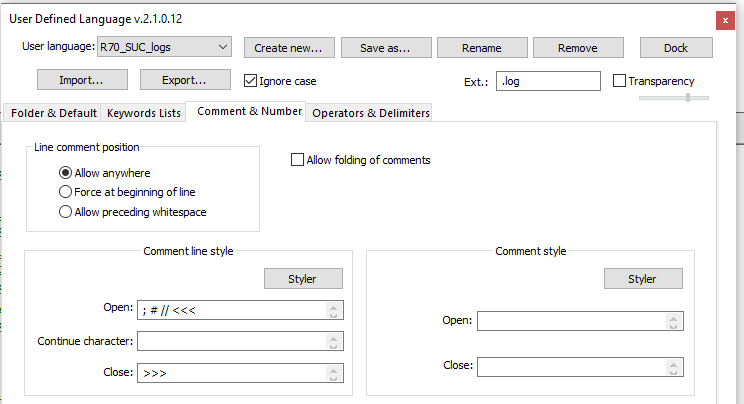 User Defined Language v.2.1.0.12
x
User language: R70_SUC_logs Create new... Save as... Rename Remove Dock
Import... Export... Ignore case Ext.: .log Transparency
Folder & Default Keywords Lists Comment & Number Operators & Delimiters
Line comment position
Allow anywhere Allow folding of comments
Force at beginning of line
Allow preceding whitespace
Comment line style Comment style
Styler Styler
Open: ; # // <<< Open:
Continue character:
Close: >>> Close: